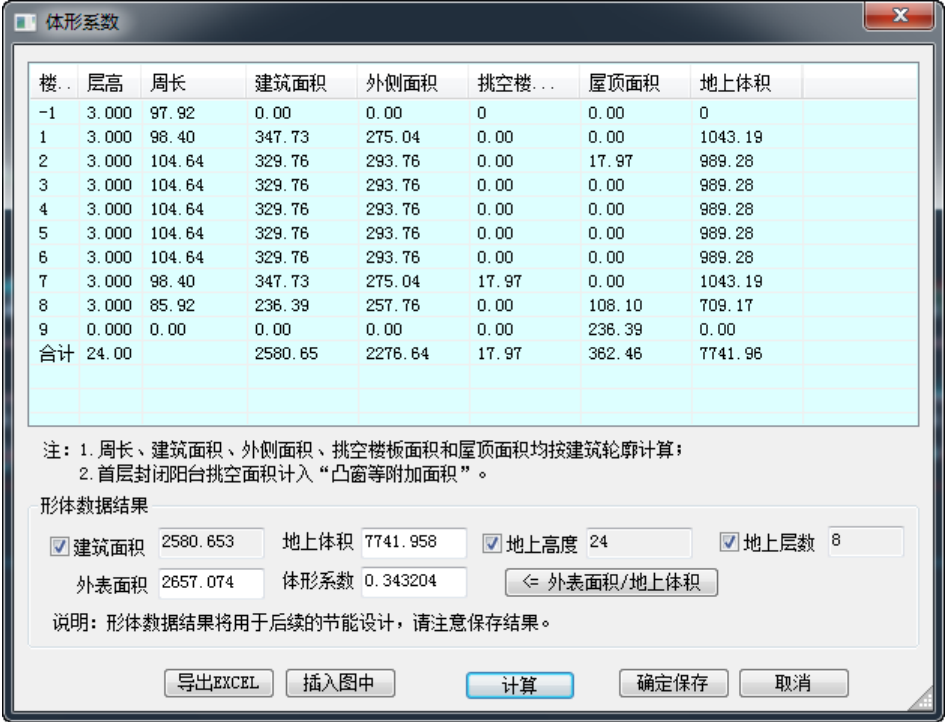 体形系数
楼.. 层高 周长 建筑面积 外侧面积 挑空楼... 屋顶面积 地上体积
-1 3.000 97.92 0.00 0.00 0 0.00 0
1 3.000 98.40 347.73 275.04 0.00 0.00 1043.19
2 3.000 104.64 329.76 293.76 0.00 17.97 989.28
3 3.000 104.64 329.76 293.76 0.00 0.00 989.28
4 3.000 104.64 329.76 293.76 0.00 0.00 989.28
5 3.000 104.64 329.76 293.76 0.00 0.00 989.28
6 3.000 104.64 329.76 293.76 0.00 0.00 989.28
7 3.000 98.40 347.73 275.04 17.97 0.00 1043.19
8 3.000 85.92 236.39 257.76 0.00 108.10 709.17
9 0.000 0.00 0.00 0.00 0.00 236.39 0.00
合计 24.00 2580.65 2276.64 17.97 362.46 7741.96
注：1.周长、建筑面积、外侧面积、挑空楼板面积和屋顶面积均按建筑轮廓计算；
2.首层封闭阳台挑空面积计入“凸窗等附加面积”。
形体数据结果
建筑面积 2580.653 地上体积 7741.958 地上高度 24 地上层数 8
外表面积 2657.074 体形系数 0.343204 <= 外表面积/地上体积
说明：形体数据结果将用于后续的节能设计，请注意保存结果。
导出EXCEL 插入图中 计算 确定保存 取消